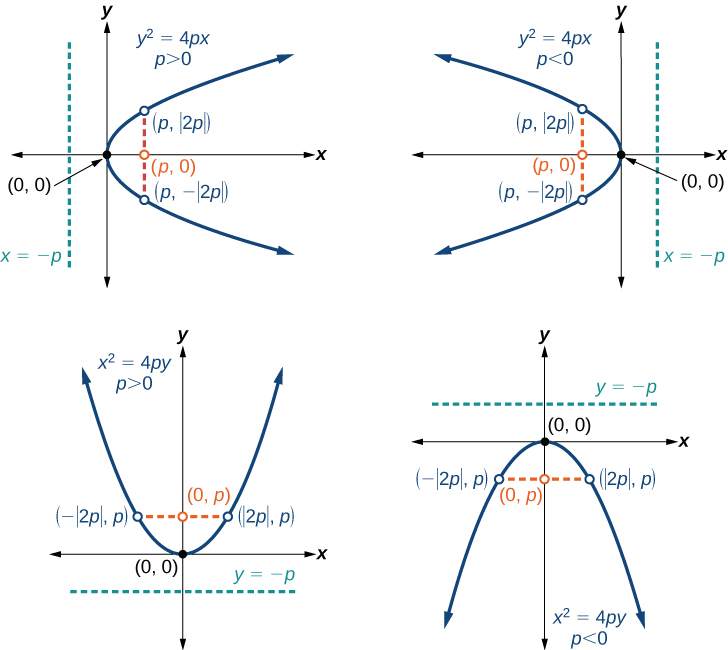 y
y² = 4px
p>0
(p, |2p|)
x
(p, 0)
(0, 0)
(p, −|2p|)
x = −p
y
y² = 4px
p<0
(p, |2p|)
x
(p, 0)
(0, 0)
(p, −|2p|)
x = −p
y
x² = 4py
p>0
(0, p)
(−|2p|, p)
(|2p|, p)
x
(0, 0)
y = −p
y
y = −p
(0, 0)
x
(−|2p|, p)
(|2p|, p)
(0, p)
x² = 4py
p<0